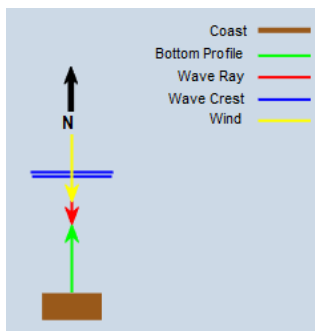 Coast
Bottom Profile
Wave Ray
Wave Crest
Wind
N